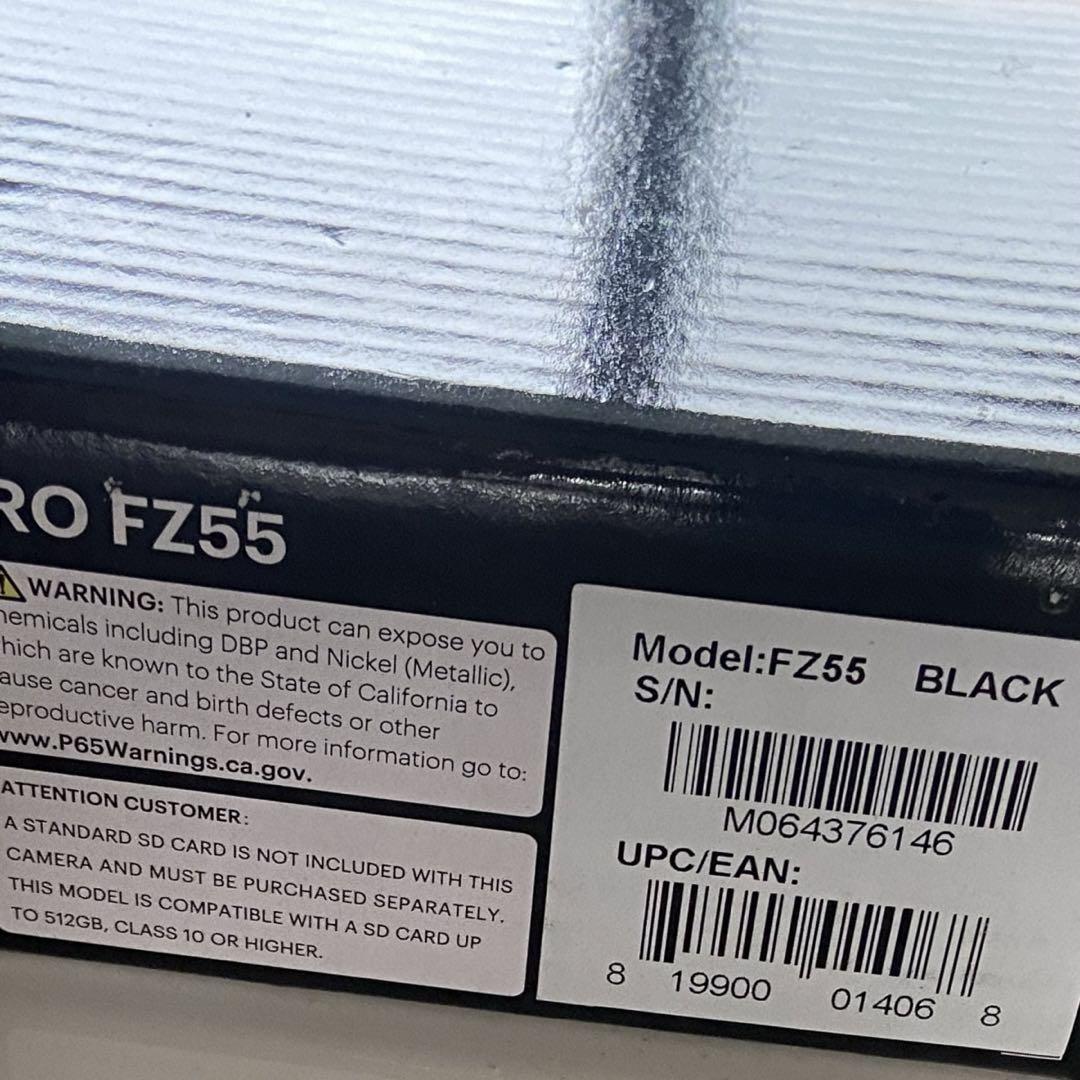 RO FZ55
WARNING: This product can expose you to
hemicals including DBP and Nickel (Metallic),
hich are known to the State of California to
ause cancer and birth defects or other
eproductive harm. For more information go to:
www.P65Warnings.ca.gov.
ATTENTION CUSTOMER:
A STANDARD SD CARD IS NOT INCLUDED WITH THIS
CAMERA AND MUST BE PURCHASED SEPARATELY.
THIS MODEL IS COMPATIBLE WITH A SD CARD UP
TO 512GB, CLASS 10 OR HIGHER.
Model:FZ55 BLACK
S/N:
M064376146
UPC/EAN:
8 19900 01406 8